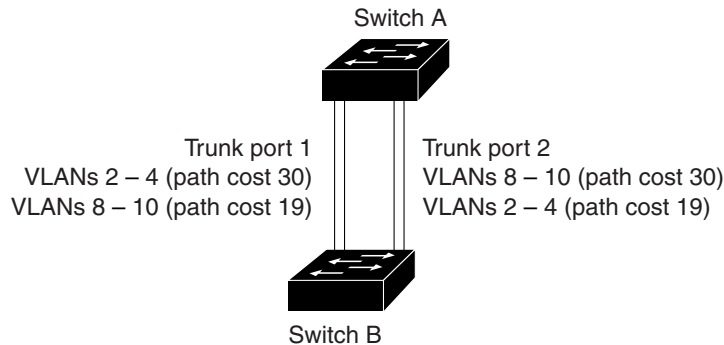 Switch A
Trunk port 1
VLANs 2 – 4 (path cost 30)
VLANs 8 – 10 (path cost 19)
Trunk port 2
VLANs 8 – 10 (path cost 30)
VLANs 2 – 4 (path cost 19)
Switch B